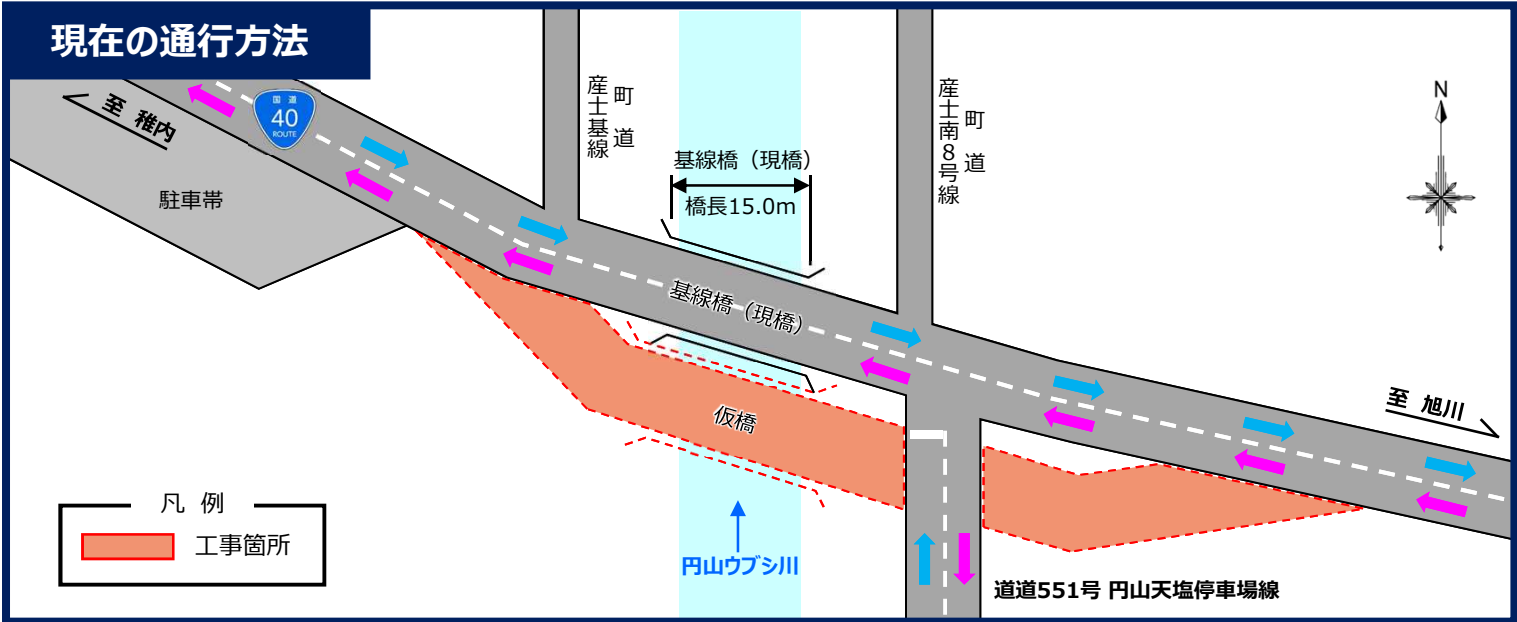 現在の通行方法
至 稚内
国道
40
ROUTE
駐車帯
町道
産士基線
基線橋（現橋）
橋長15.0m
町道
産士南８号線
N
基線橋（現橋）
仮橋
至 旭川
凡 例
工事箇所
円山ウブシ川
道道551号 円山天塩停車場線